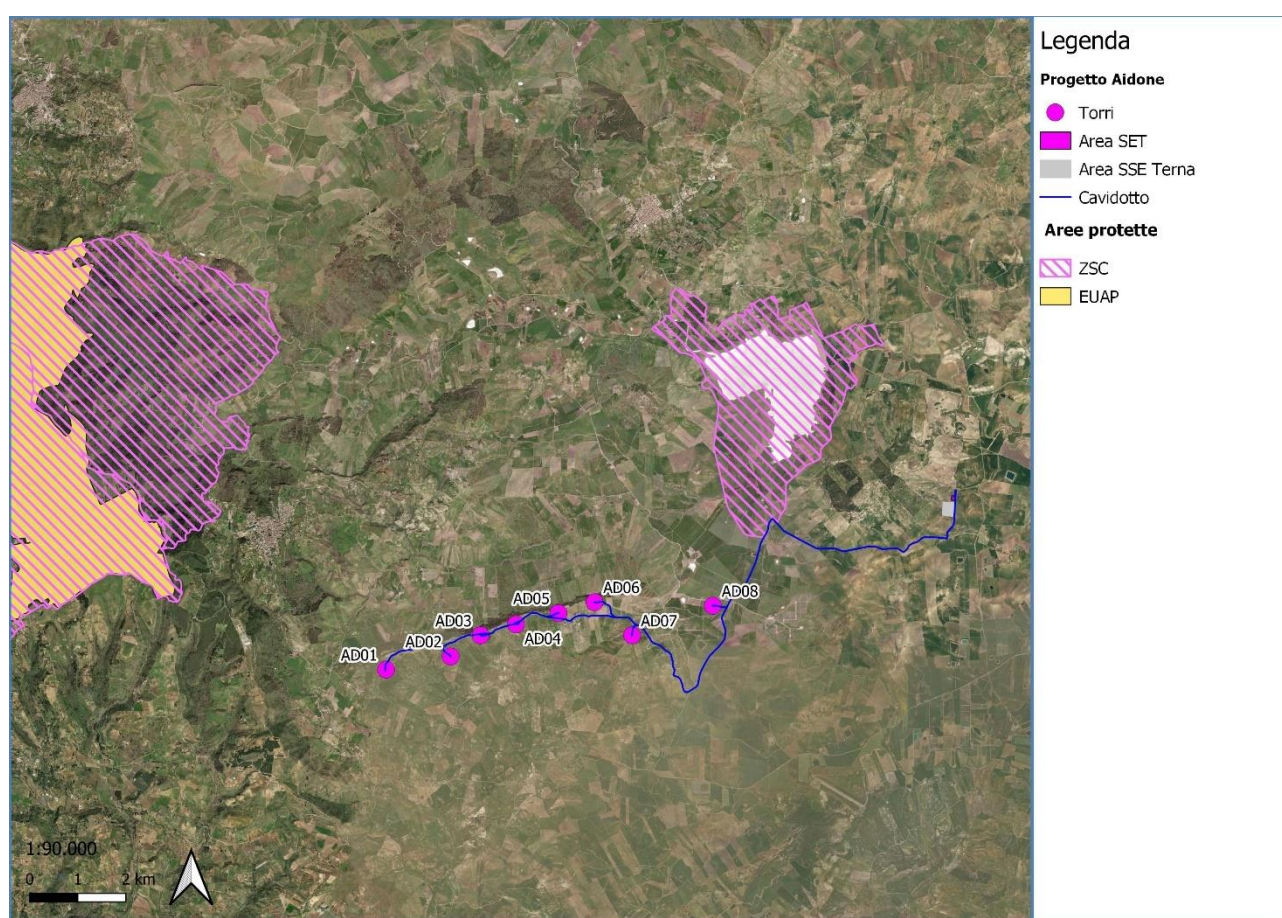 Legenda
Progetto Aidone
Torri
Area SET
Area SSE Terna
Cavidotto
Aree protette
ZSC
EUAP
AD06
AD05
AD08
AD03
AD07
AD02
AD04
AD01
1:90.000
0 1 2 km